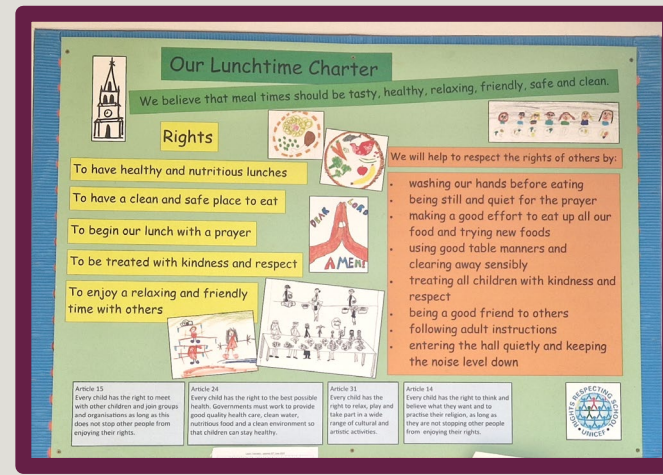 Our Lunchtime Charter
We believe that meal times should be tasty, healthy, relaxing, friendly, safe and clean.
Rights
To have healthy and nutritious lunches
To have a clean and safe place to eat
To begin our lunch with a prayer
To be treated with kindness and respect
To enjoy a relaxing and friendly
time with others
DEAR LORD
AMEN
We will help to respect the rights of others by:
• washing our hands before eating
• being still and quiet for the prayer
• making a good effort to eat up all our
food and trying new foods
• using good table manners and
clearing away sensibly
• treating all children with kindness and
respect
• being a good friend to others
• following adult instructions
• entering the hall quietly and keeping
the noise level down
Article 15
Every child has the right to meet
with other children and join groups
and organisations as long as this
does not stop other people from
enjoying their rights.
Article 24
Every child has the right to the best possible
health. Governments must work to provide
good quality health care, clean water,
nutritious food and a clean environment so
that children can stay healthy.
Article 31
Every child has the
right to relax, play and
take part in a wide
range of cultural and
artistic activities.
Article 14
Every child has the right to think and
believe what they want and to
practise their religion, as long as
they are not stopping other people
from enjoying their rights.
RIGHTS RESPECTING SCHOOLS
UNICEF